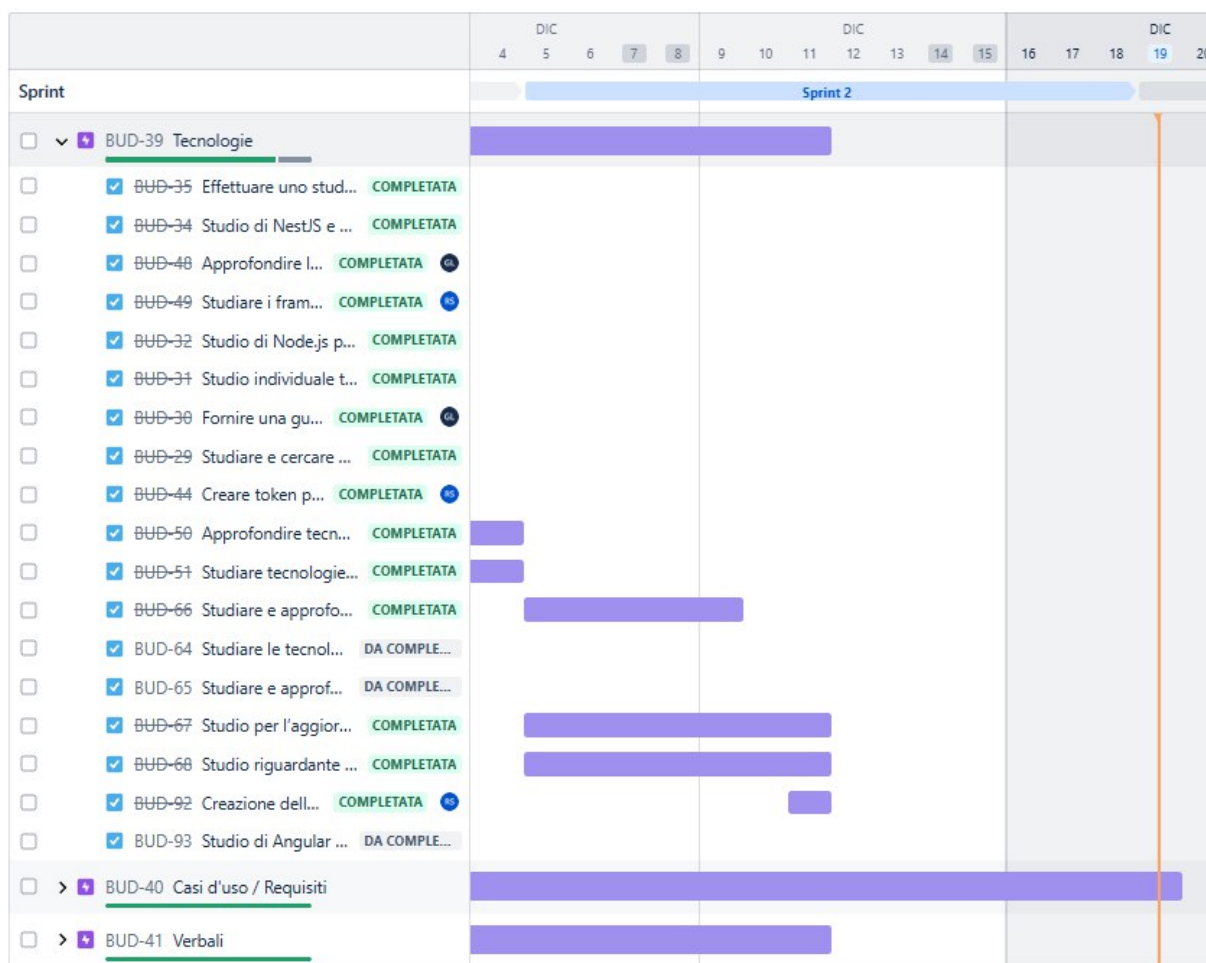 DIC DIC DIC
4 5 6 7 8 9 10 11 12 13 14 15 16 17 18 19 20
Sprint Sprint 2
BUD-39 Tecnologie
BUD-35 Effettuare uno stud... COMPLETATA
BUD-34 Studio di NestJS e ... COMPLETATA
BUD-48 Approfondire l... COMPLETATA GL
BUD-49 Studiare i fram... COMPLETATA RS
BUD-32 Studio di Node.js p... COMPLETATA
BUD-31 Studio individuale t... COMPLETATA
BUD-30 Fornire una gu... COMPLETATA GL
BUD-29 Studiare e cercare ... COMPLETATA
BUD-44 Creare token p... COMPLETATA RS
BUD-50 Approfondire tecn... COMPLETATA
BUD-51 Studiare tecnologie... COMPLETATA
BUD-66 Studiare e approfo... COMPLETATA
BUD-64 Studiare le tecnol... DA COMPLE...
BUD-65 Studiare e approf... DA COMPLE...
BUD-67 Studio per l'aggior... COMPLETATA
BUD-68 Studio riguardante ... COMPLETATA
BUD-92 Creazione dell... COMPLETATA RS
BUD-93 Studio di Angular ... DA COMPLE...
BUD-40 Casi d'uso / Requisiti
BUD-41 Verbali